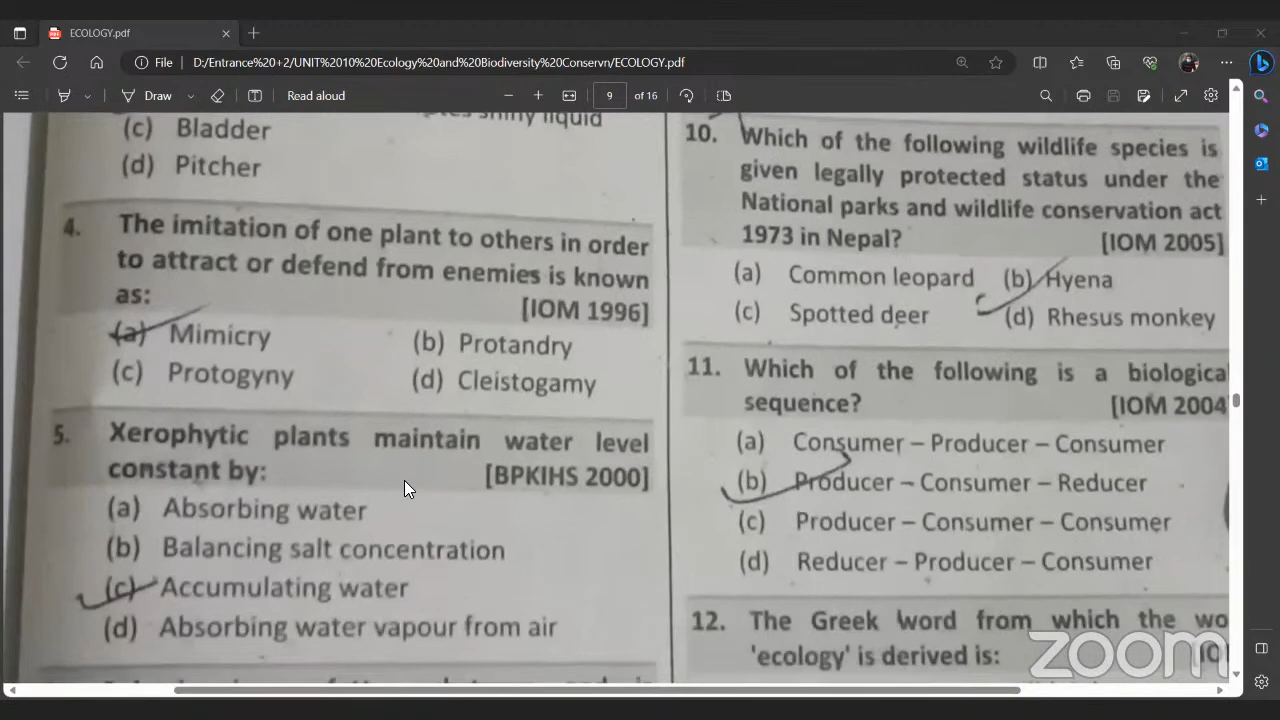 ECOLOGY.pdf
File
D:/Entrance%20+2/UNIT%2010%20Ecology%20and%20Biodiversity%20Conservn/ECOLOGY.pdf
Draw
Read aloud
9 of 16
shiny liquid
(c) Bladder
(d) Pitcher
4. The imitation of one plant to others in order
to attract or defend from enemies is known
as: [IOM 1996]
(a) Mimicry (b) Protandry
(c) Protogyny (d) Cleistogamy
5. Xerophytic plants maintain water level
constant by: [BPKIHS 2000]
(a) Absorbing water
(b) Balancing salt concentration
(c) Accumulating water
(d) Absorbing water vapour from air
10. Which of the following wildlife species is
given legally protected status under the
National parks and wildlife conservation act
1973 in Nepal? [IOM 2005]
(a) Common leopard (b) Hyena
(c) Spotted deer (d) Rhesus monkey
11. Which of the following is a biological
sequence? [IOM 2004
(a) Consumer – Producer – Consumer
(b) Producer – Consumer – Reducer
(c) Producer – Consumer – Consumer
(d) Reducer – Producer – Consumer
12. The Greek word from which the wo
'ecology' is derived is: [IO
zoom